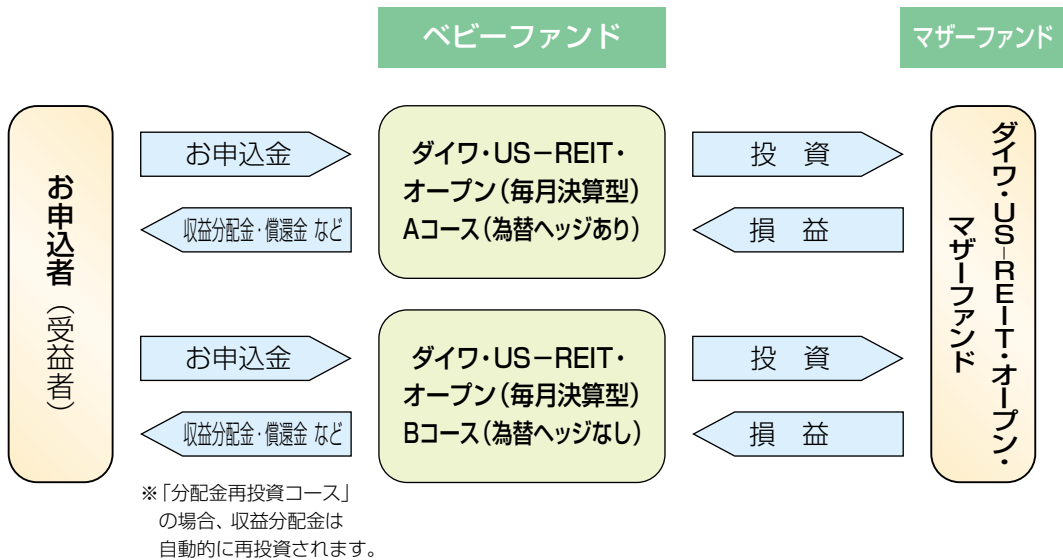 ベビーファンド
マザーファンド
お申込者（受益者）
お申込金
収益分配金・償還金 など
ダイワ・US－REIT・
オープン（毎月決算型）
Aコース（為替ヘッジあり）
投　資
損　益
お申込金
収益分配金・償還金 など
ダイワ・US－REIT・
オープン（毎月決算型）
Bコース（為替ヘッジなし）
投　資
損　益
ダイワ・US－REIT・オープン・
マザーファンド
※「分配金再投資コース」
の場合、収益分配金は
自動的に再投資されます。